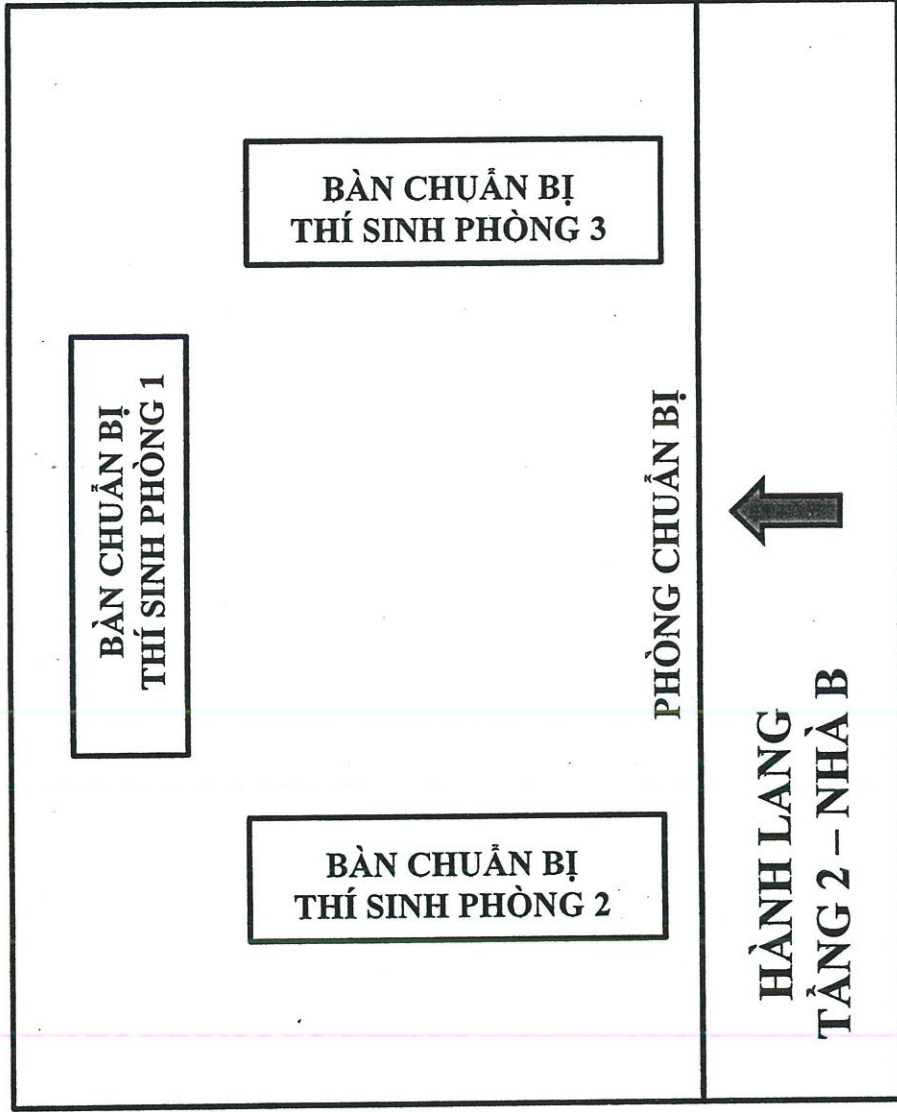 BÀN CHUẨN BỊ
THÍ SINH PHÒNG 3
BÀN CHUẨN BỊ
THÍ SINH PHÒNG 1
PHÒNG CHUẨN BỊ
BÀN CHUẨN BỊ
THÍ SINH PHÒNG 2
HÀNH LANG
TẦNG 2 – NHÀ B